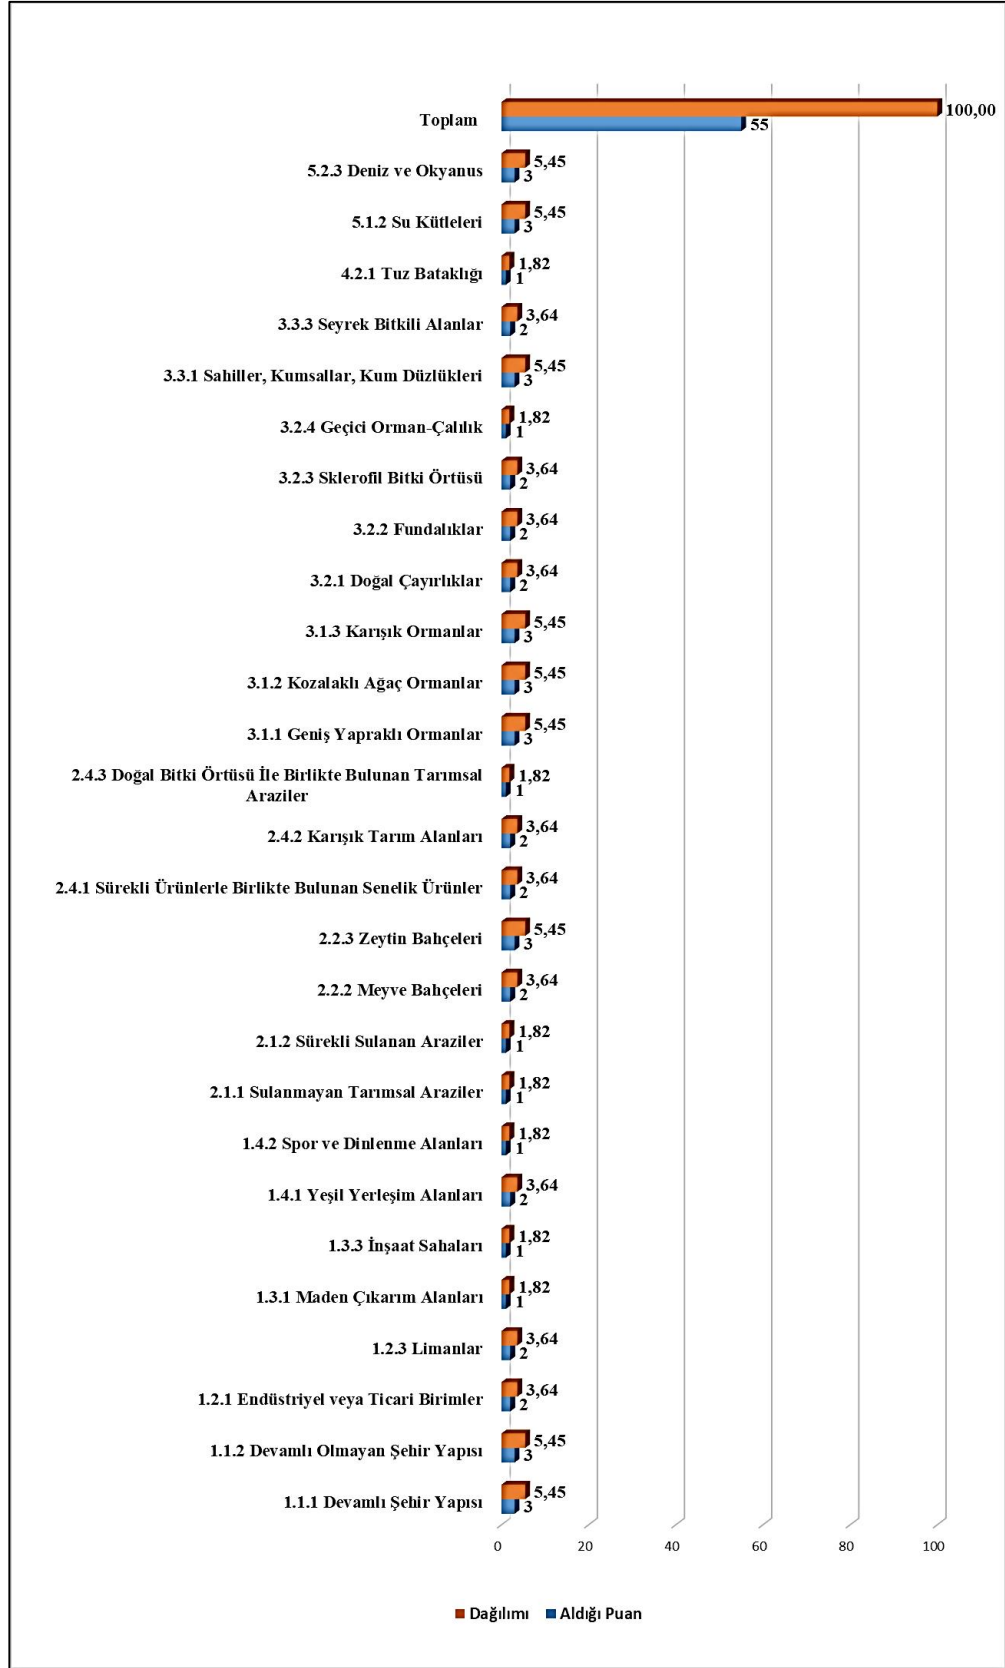 Toplam
100,00
55
5.2.3 Deniz ve Okyanus
5,45
3
5.1.2 Su Kütleleri
5,45
3
4.2.1 Tuz Bataklığı
1,82
1
3.3.3 Seyrek Bitkili Alanlar
3,64
2
3.3.1 Sahiller, Kumsallar, Kum Düzlükleri
5,45
3
3.2.4 Geçici Orman-Çalılık
1,82
1
3.2.3 Sklerofil Bitki Örtüsü
3,64
2
3.2.2 Fundalıklar
3,64
2
3.2.1 Doğal Çayırlıklar
3,64
2
3.1.3 Karışık Ormanlar
5,45
3
3.1.2 Kozalaklı Ağaç Ormanlar
5,45
3
3.1.1 Geniş Yapraklı Ormanlar
5,45
3
2.4.3 Doğal Bitki Örtüsü İle Birlikte Bulunan Tarımsal
Araziler
1,82
1
2.4.2 Karışık Tarım Alanları
3,64
2
2.4.1 Sürekli Ürünlerle Birlikte Bulunan Senelik Ürünler
3,64
2
2.2.3 Zeytin Bahçeleri
5,45
3
2.2.2 Meyve Bahçeleri
3,64
2
2.1.2 Sürekli Sulanan Araziler
1,82
1
2.1.1 Sulanmayan Tarımsal Araziler
1,82
1
1.4.2 Spor ve Dinlenme Alanları
1,82
1
1.4.1 Yeşil Yerleşim Alanları
3,64
2
1.3.3 İnşaat Sahaları
1,82
1
1.3.1 Maden Çıkarım Alanları
1,82
1
1.2.3 Limanlar
3,64
2
1.2.1 Endüstriyel veya Ticari Birimler
3,64
2
1.1.2 Devamlı Olmayan Şehir Yapısı
5,45
3
1.1.1 Devamlı Şehir Yapısı
5,45
3
0 20 40 60 80 100
Dağılımı Aldığı Puan